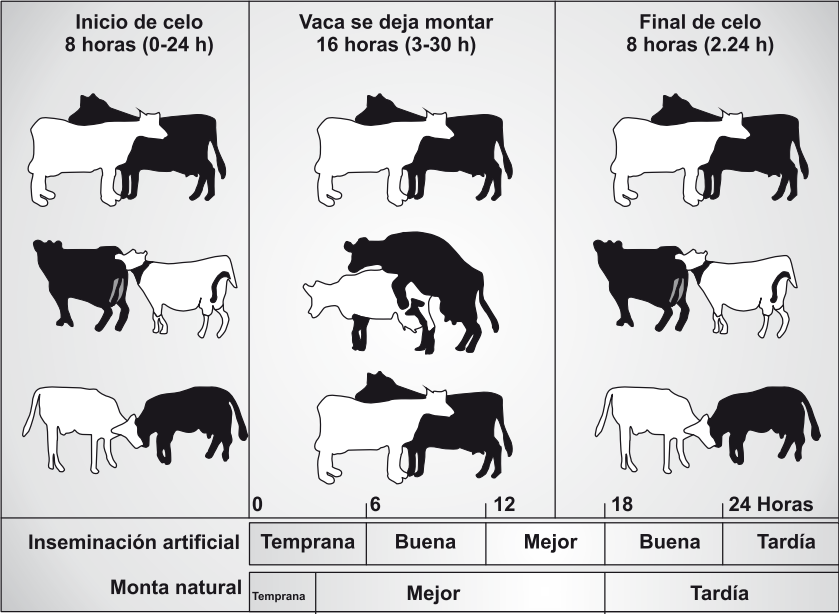 Inicio de celo
8 horas (0-24 h)
Vaca se deja montar
16 horas (3-30 h)
Final de celo
8 horas (2.24 h)
0 6 12 18 24 Horas
Inseminación artificial Temprana Buena Mejor Buena Tardía
Monta natural Temprana Mejor Tardía